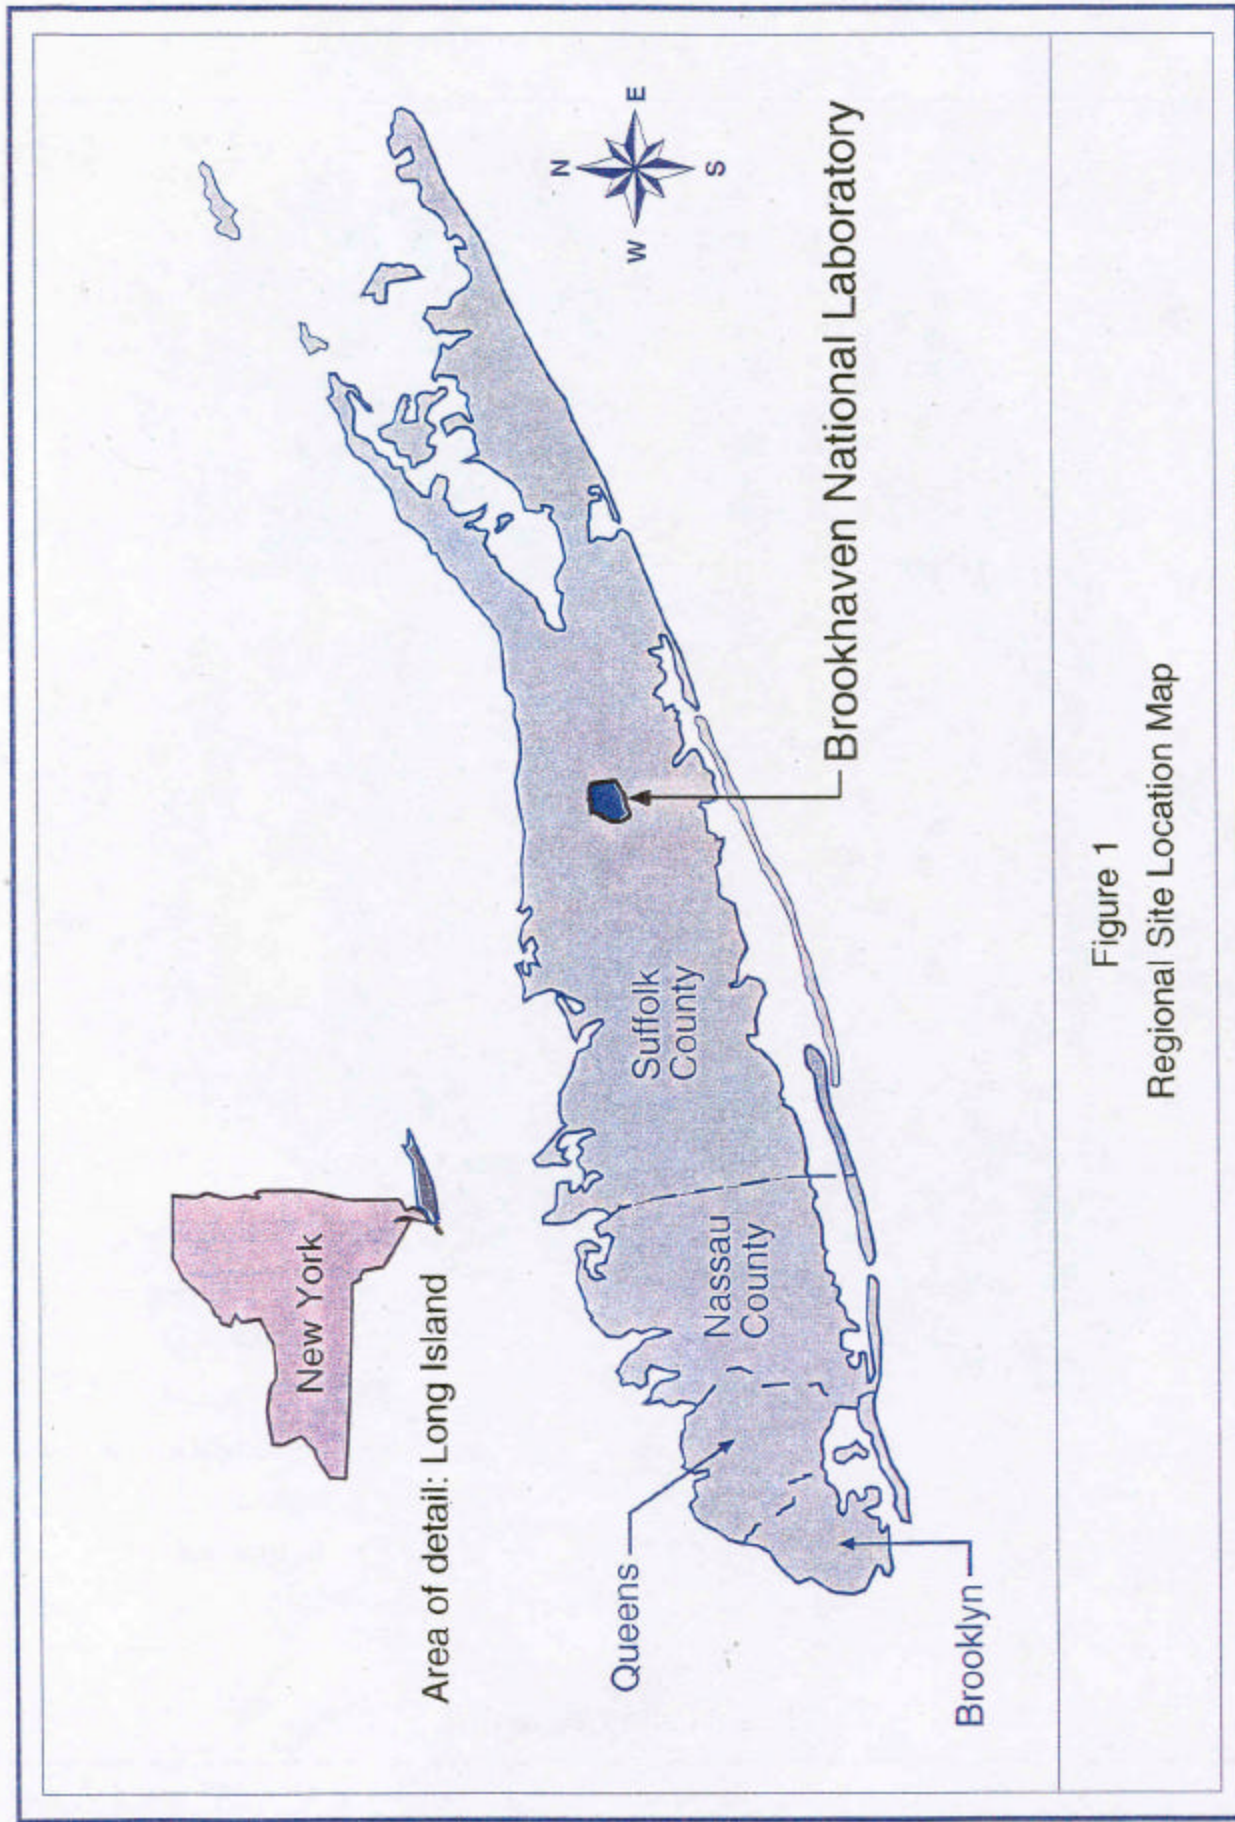 New York
Area of detail: Long Island
N
W
E
S
Queens
Nassau
County
Suffolk
County
Brooklyn
Brookhaven National Laboratory
Figure 1
Regional Site Location Map